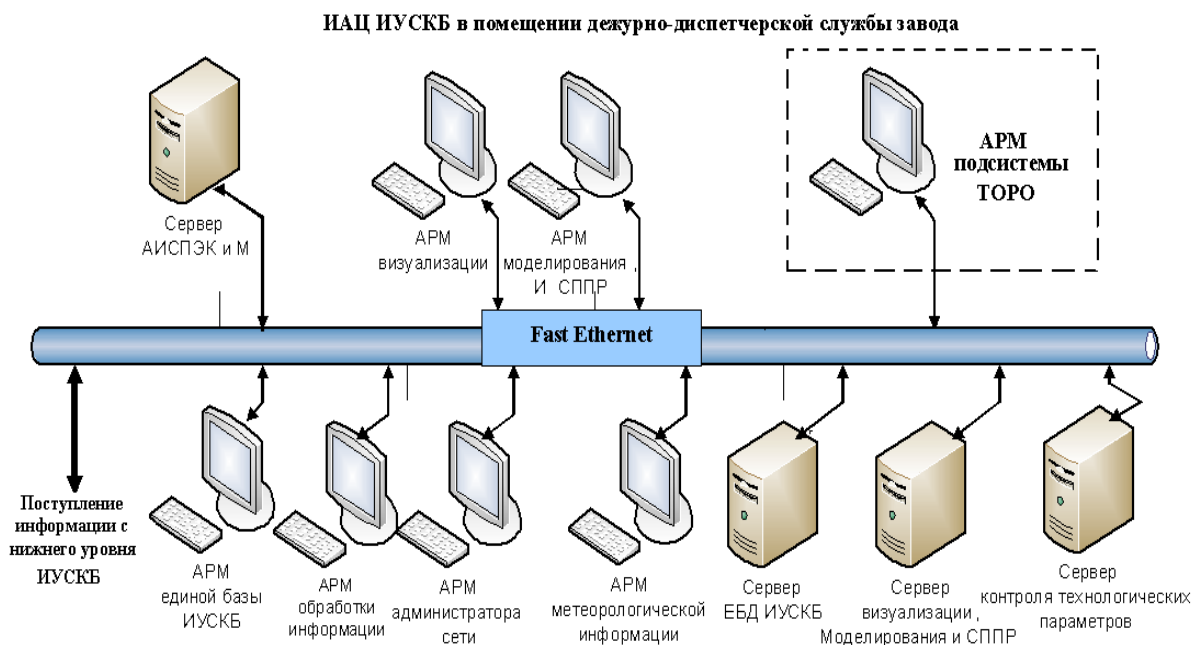 ИАЦ ИУСКБ в помещении дежурно-диспетчерской службы завода
Сервер
АИСПЭК и М
АРМ
визуализации
АРМ
моделирования ,
И СППР
АРМ
подсистемы
ТОРО
Fast Ethernet
Поступление
информации с
нижнего уровня
ИУСКБ
АРМ
единой базы
ИУСКБ
АРМ
обработки
информации
АРМ
администратора
сети
АРМ
метеорологической
информации
Сервер
ЕБД ИУСКБ
Сервер
визуализации ,
Моделирования и СППР
Сервер
контроля технологических
параметров